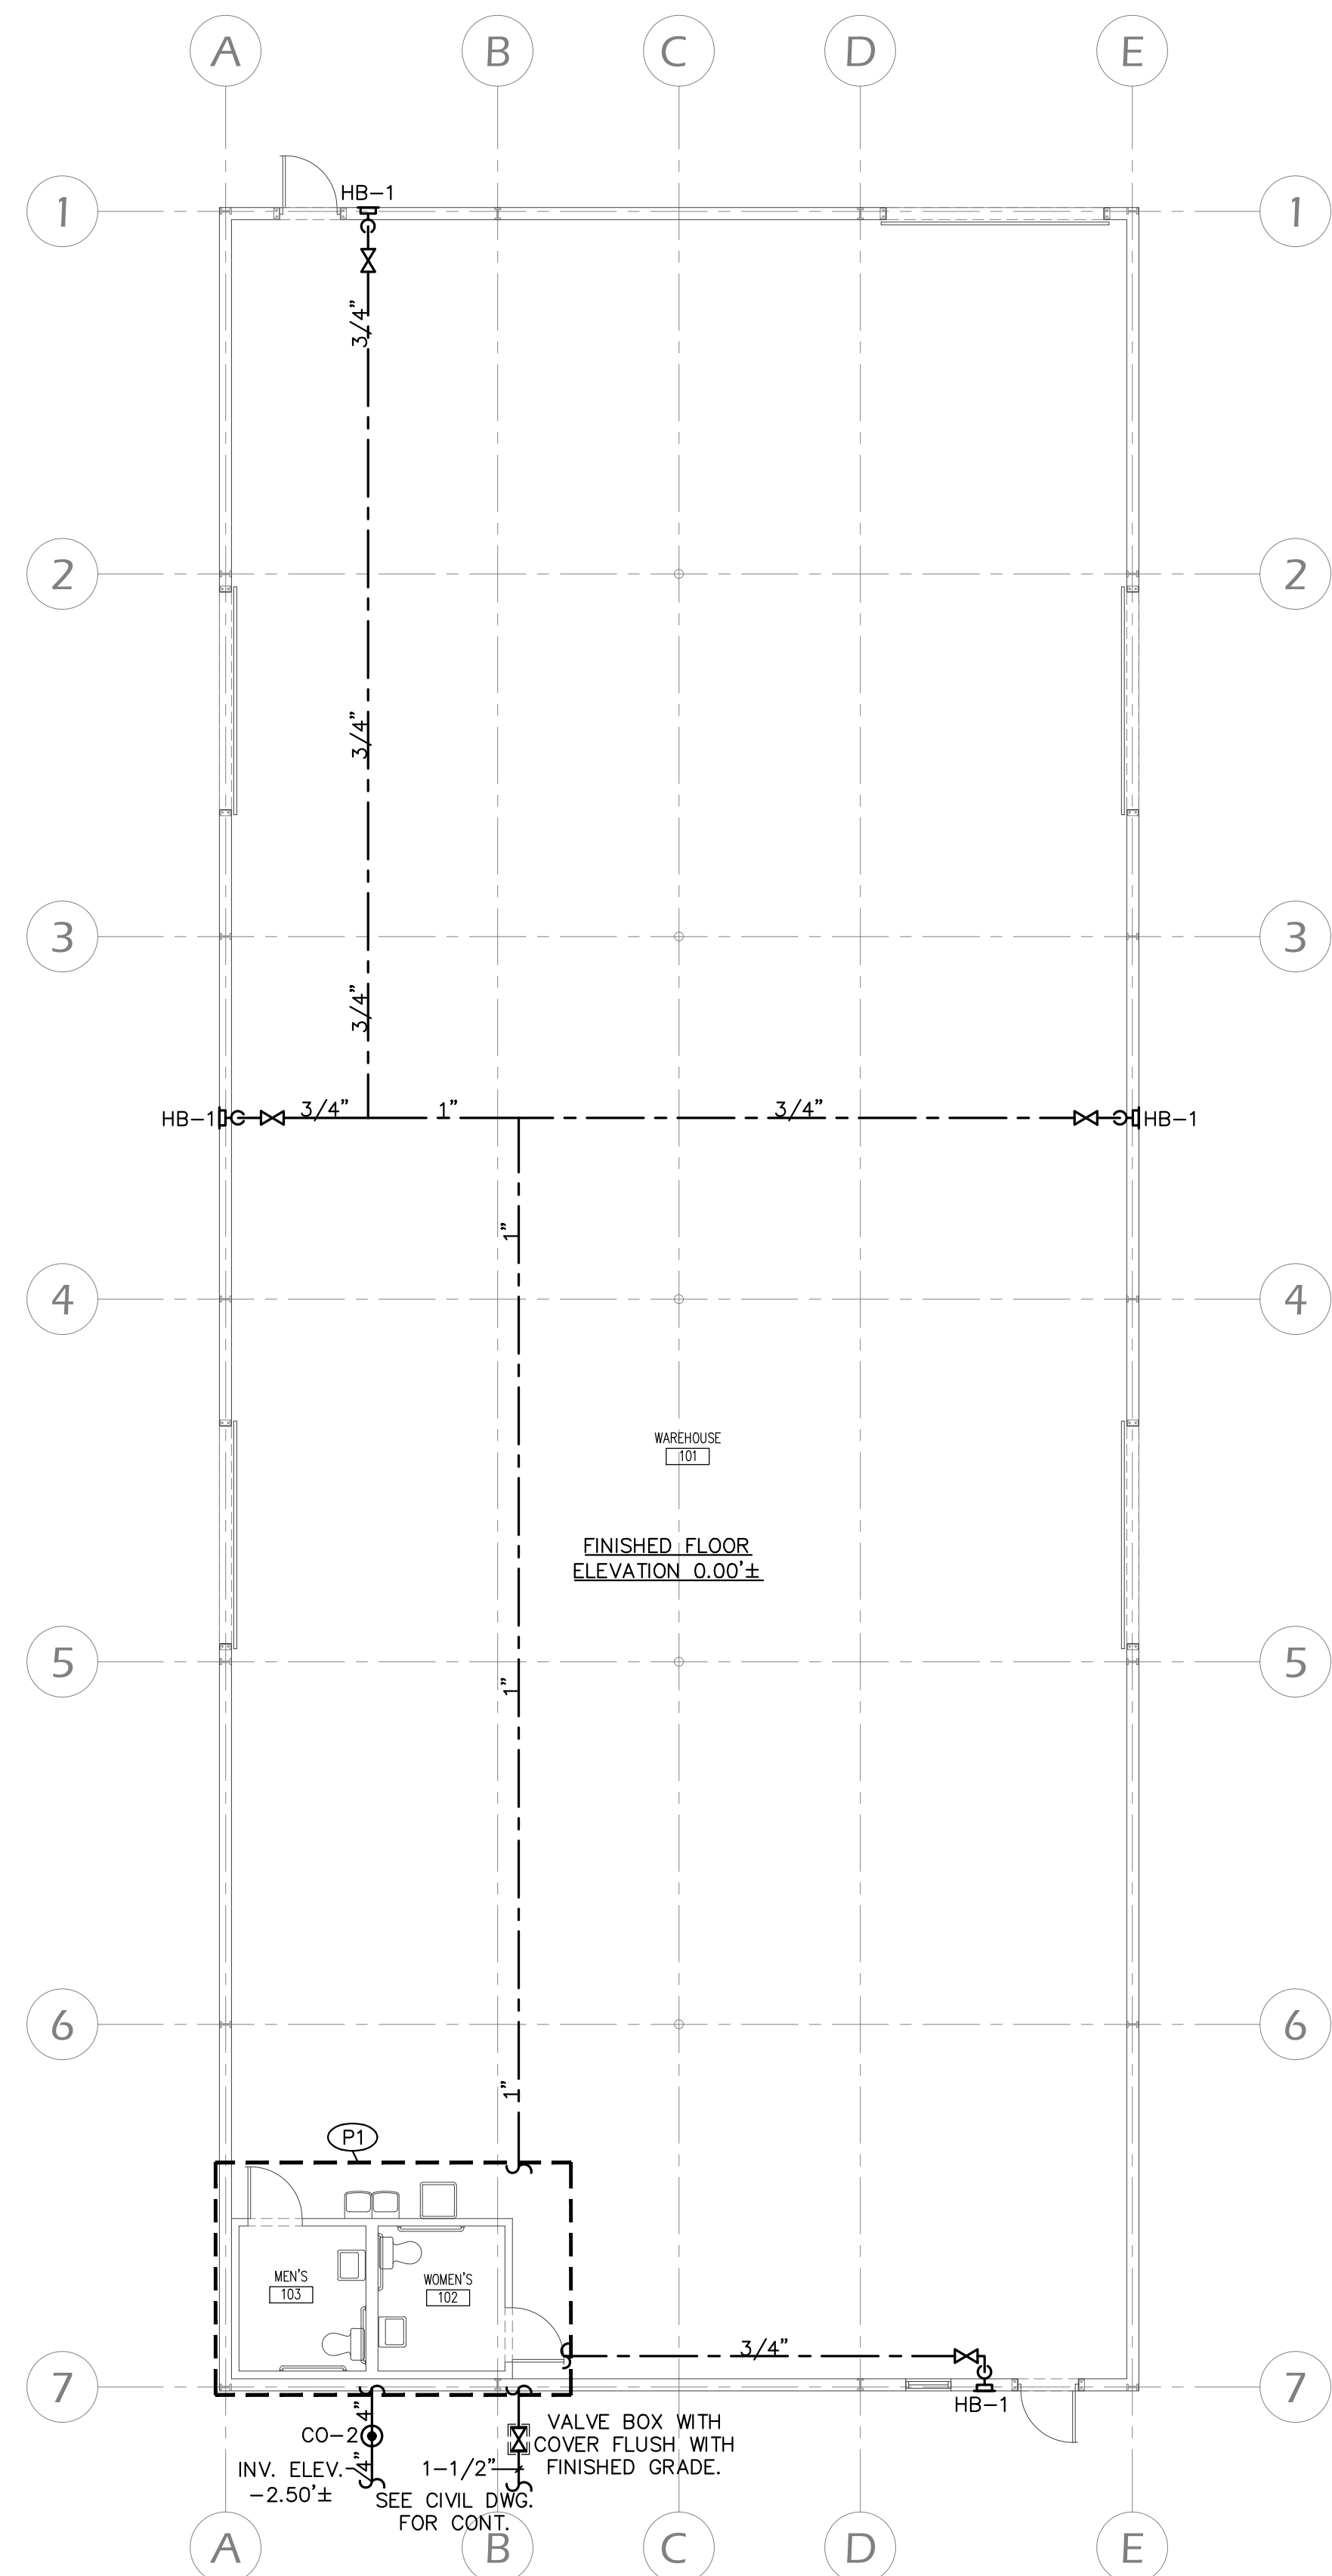 A B C D E
HB-1
1 1
3/4"
2 2
3/4"
3 3
3/4"
HB-1 3/4" 1" 3/4" HB-1
1"
4 4
WAREHOUSE
101
FINISHED FLOOR
ELEVATION 0.00'±
5 5
1"
6 6
1"
P1
MEN'S
103
WOMEN'S
102
3/4"
7 7
HB-1
4"
CO-2
VALVE BOX WITH
COVER FLUSH WITH
FINISHED GRADE.
INV. ELEV.
-2.50'±
4"
1-1/2"
SEE CIVIL DWG.
FOR CONT.
A B C D E